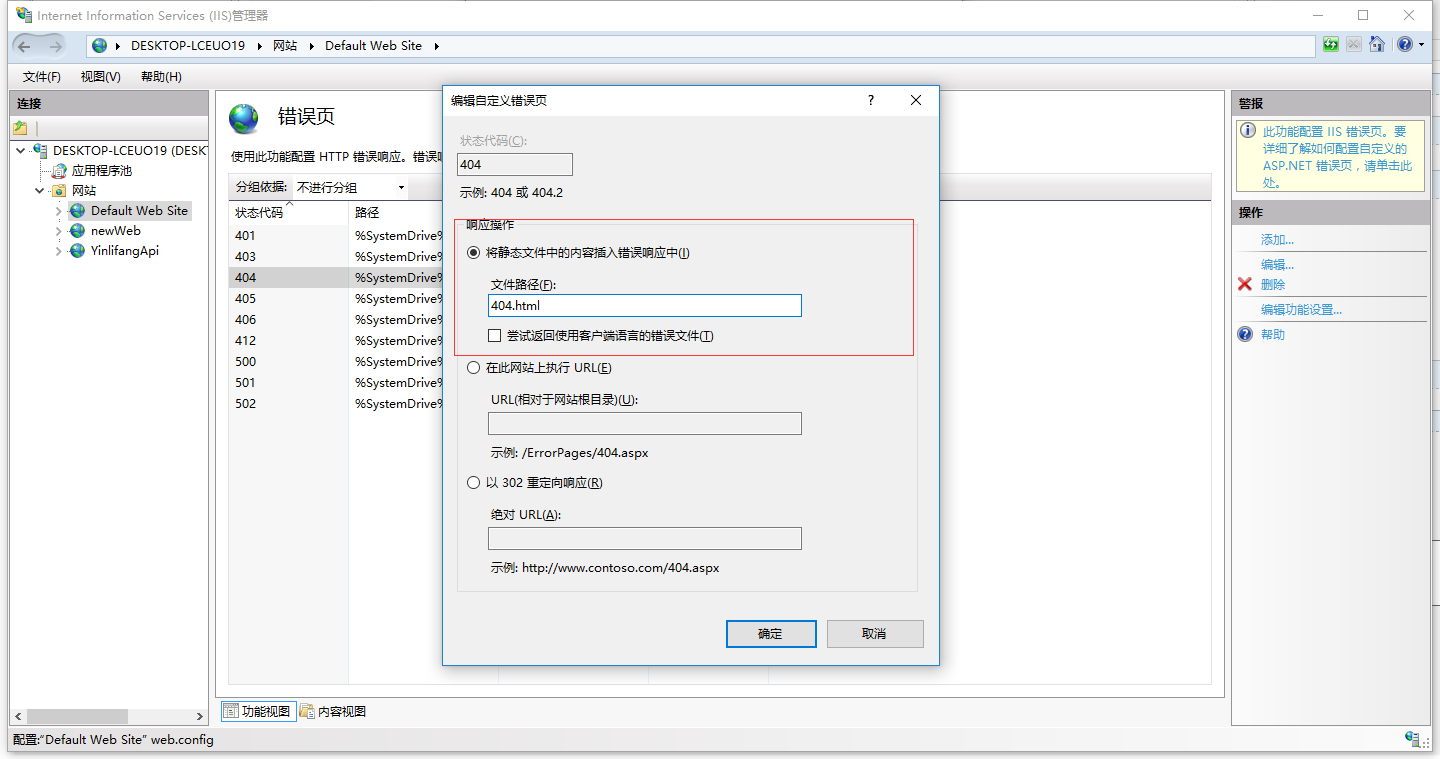 Internet Information Services (IIS)管理器
DESKTOP-LCEUO19 网站 Default Web Site
文件(F) 视图(V) 帮助(H)
连接
DESKTOP-LCEUO19 (DESKT
应用程序池
网站
Default Web Site
newWeb
YinlifangApi
错误页
使用此功能配置 HTTP 错误响应。错误响
分组依据: 不进行分组
状态代码 路径
401 %SystemDrive%
403 %SystemDrive%
404 %SystemDrive%
405 %SystemDrive%
406 %SystemDrive%
412 %SystemDrive%
500 %SystemDrive%
501 %SystemDrive%
502 %SystemDrive%
功能视图 内容视图
编辑自定义错误页 ?
状态代码(C):
404
示例: 404 或 404.2
响应操作
将静态文件中的内容插入错误响应中(I)
文件路径(F):
404.html
尝试返回使用客户端语言的错误文件(T)
在此网站上执行 URL(E)
URL(相对于网站根目录)(U):
示例: /ErrorPages/404.aspx
以 302 重定向响应(R)
绝对 URL(A):
示例: http://www.contoso.com/404.aspx
确定 取消
警报
此功能配置 IIS 错误页。要
详细了解如何配置自定义的
ASP.NET 错误页，请单击此
处。
操作
添加...
编辑...
删除
编辑功能设置...
帮助
配置:“Default Web Site” web.config